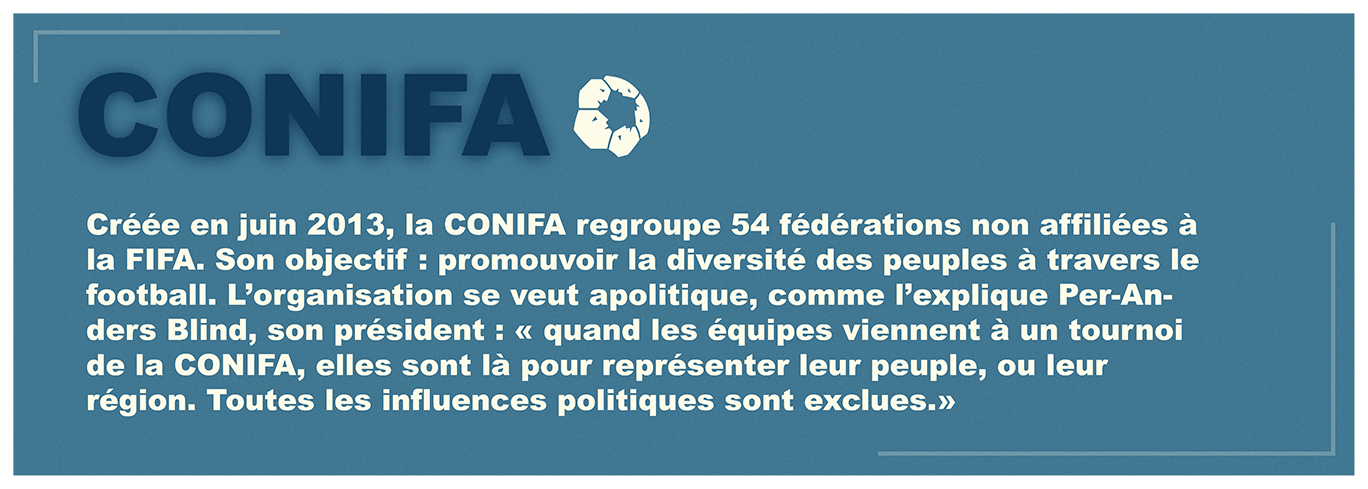 CONIFA
Créée en juin 2013, la CONIFA regroupe 54 fédérations non affiliées à
la FIFA. Son objectif : promouvoir la diversité des peuples à travers le
football. L’organisation se veut apolitique, comme l’explique Per-An-
ders Blind, son président : « quand les équipes viennent à un tournoi
de la CONIFA, elles sont là pour représenter leur peuple, ou leur
région. Toutes les influences politiques sont exclues.»